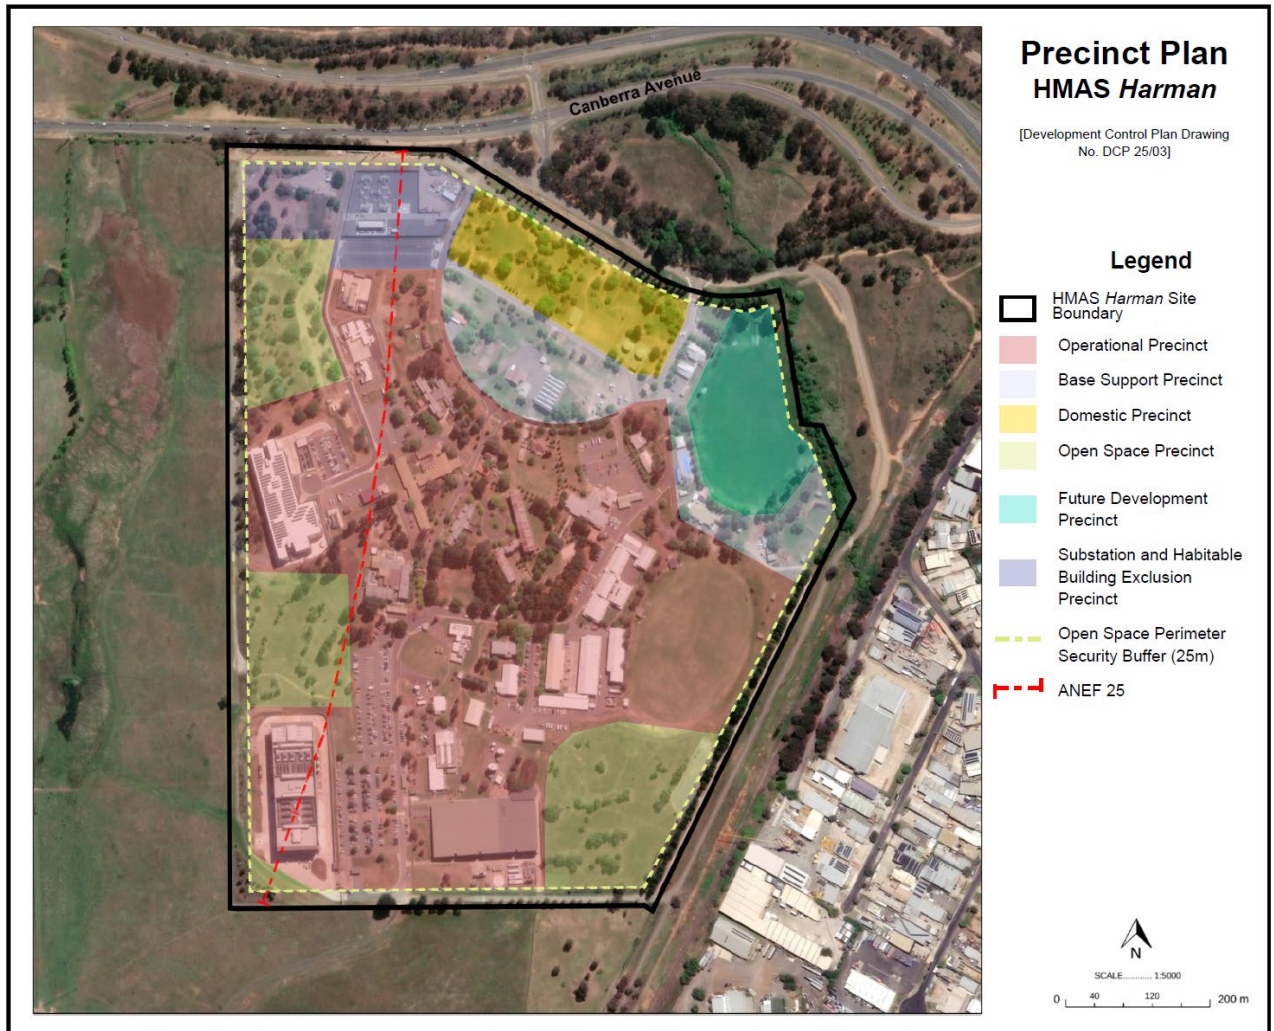 Precinct Plan
HMAS Harman
[Development Control Plan Drawing
No. DCP 25/03]
Canberra Avenue
Legend
HMAS Harman Site
Boundary
Operational Precinct
Base Support Precinct
Domestic Precinct
Open Space Precinct
Future Development
Precinct
Substation and Habitable
Building Exclusion
Precinct
Open Space Perimeter
Security Buffer (25m)
ANEF 25
N
SCALE............ 1:5000
0 40 120 200 m